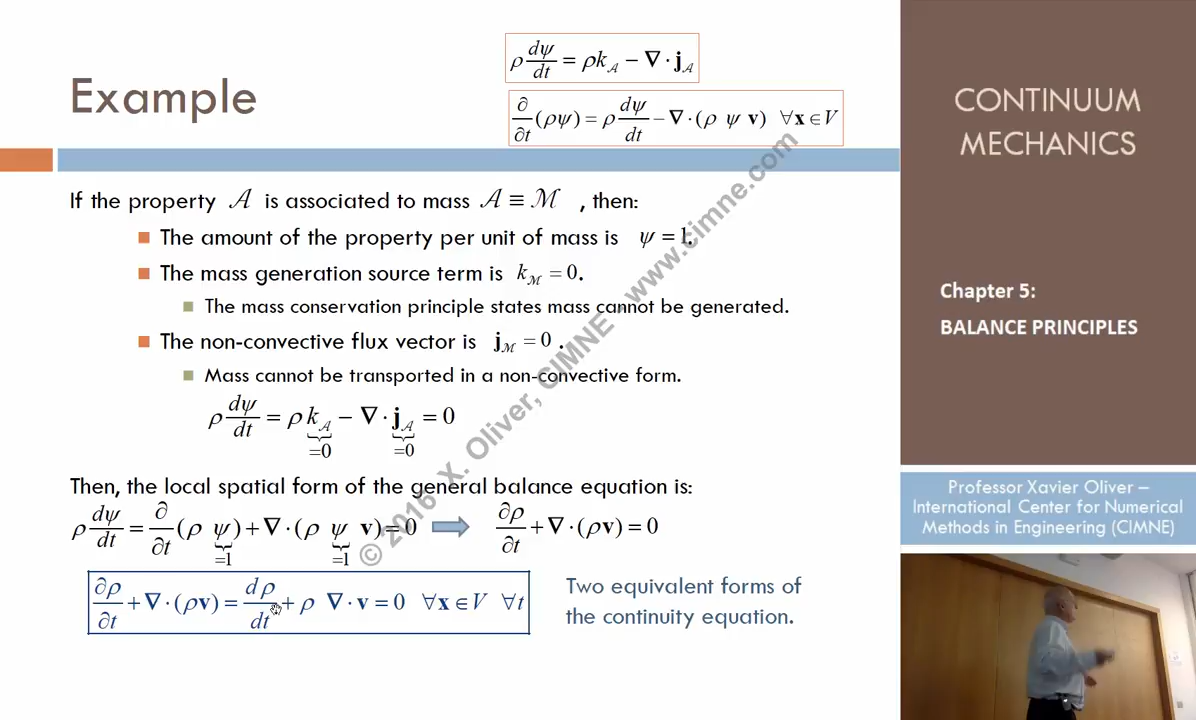 Example
ρ dψ/dt = ρk_𝒜 − ∇ · j_𝒜
∂/∂t (ρψ) = ρ dψ/dt − ∇ · (ρ ψ v) ∀x ∈ V
If the property 𝒜 is associated to mass 𝒜 ≡ ℳ , then:
The amount of the property per unit of mass is ψ = 1.
The mass generation source term is k_ℳ = 0.
The mass conservation principle states mass cannot be generated.
The non-convective flux vector is j_ℳ = 0 .
Mass cannot be transported in a non-convective form.
ρ dψ/dt = ρ k_𝒜 − ∇ · j_𝒜 = 0
=0 =0
Then, the local spatial form of the general balance equation is:
ρ dψ/dt = ∂/∂t (ρ ψ) + ∇ · (ρ ψ v) = 0 ∂ρ/∂t + ∇ · (ρv) = 0
=1 =1
∂ρ/∂t + ∇ · (ρv) = dρ/dt + ρ ∇ · v = 0 ∀x ∈ V ∀t
Two equivalent forms of
the continuity equation.
© 2016 X. Oliver, CIMNE - www.cimne.com
CONTINUUM
MECHANICS
Chapter 5:
BALANCE PRINCIPLES
Professor Xavier Oliver –
International Center for Numerical
Methods in Engineering (CIMNE)